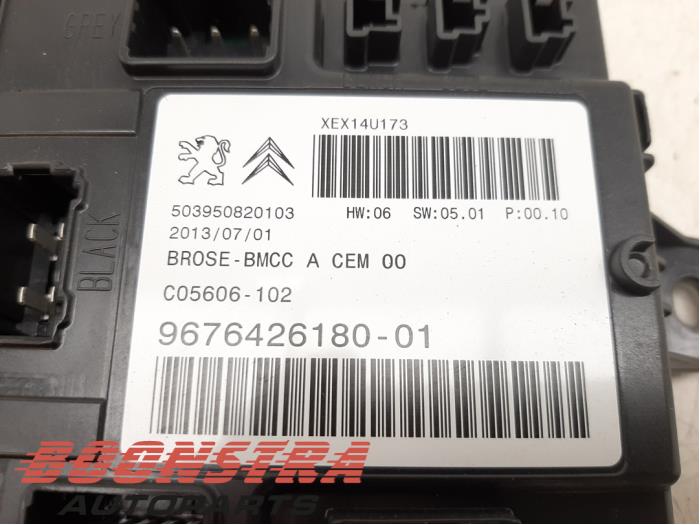 GREY
XEX14U173
503950820103 HW:06 SW:05.01 P:00.10
2013/07/01
BROSE-BMCC A CEM 00
C05606-102
9676426180-01
BLACK
BOONSTRA
AUTOPARTS